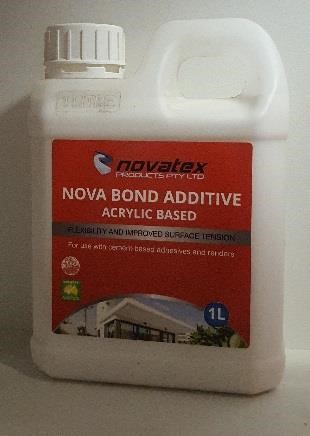 novatex
PRODUCTS PTY LTD
NOVA BOND ADDITIVE
ACRYLIC BASED
FLEXIBILITY AND IMPROVED SURFACE TENSION
For use with cement based adhesives and renders
1L